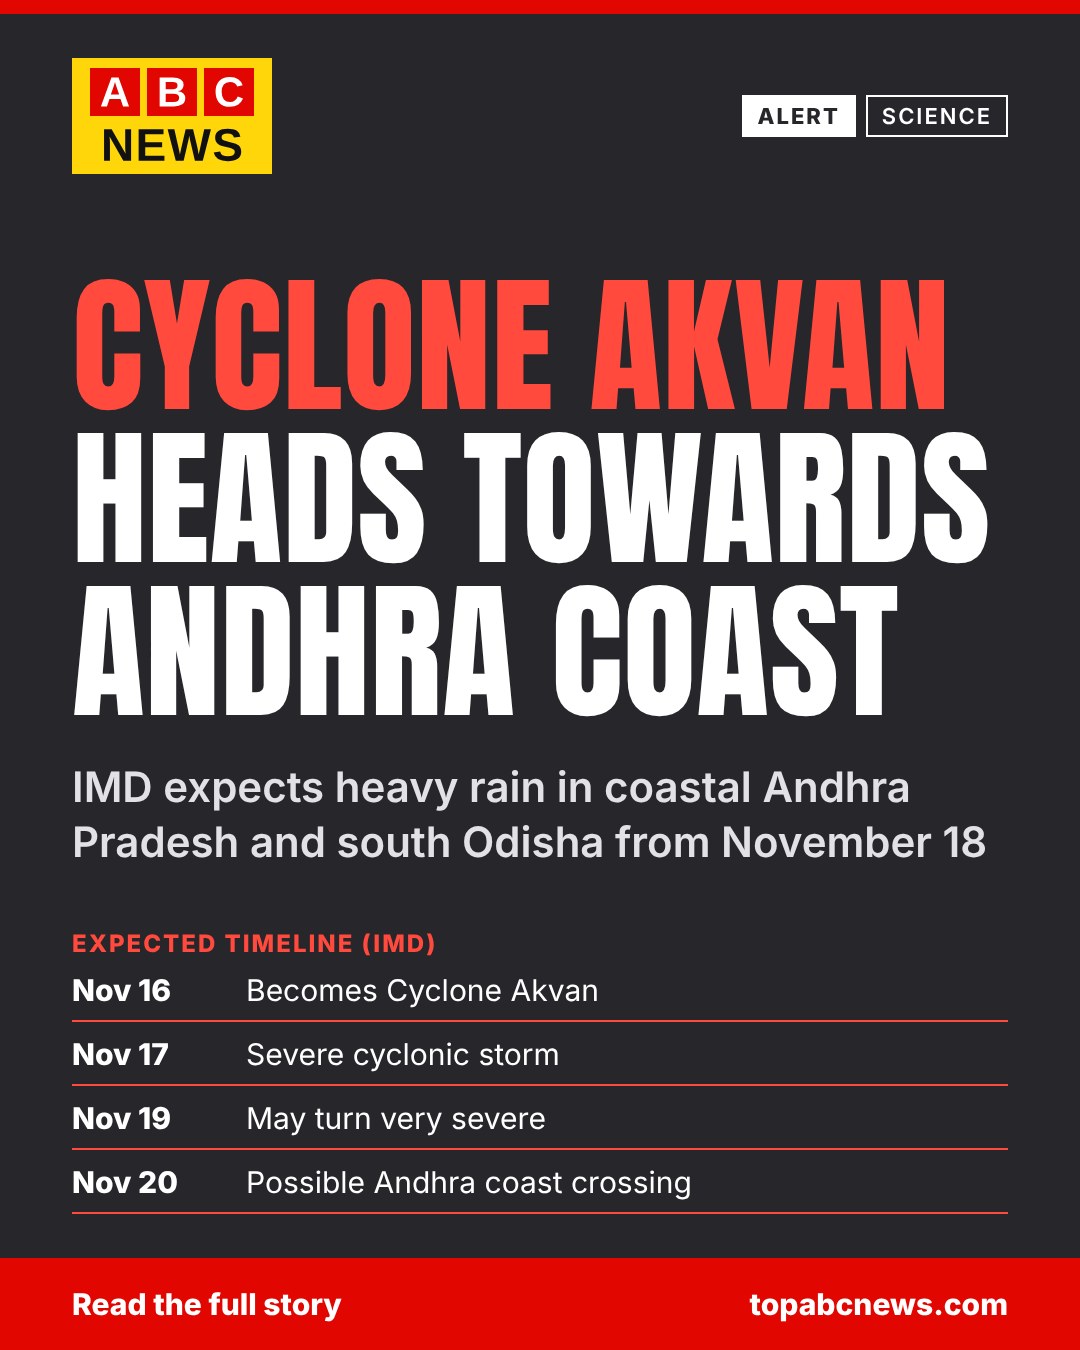 ABC
NEWS
ALERT
SCIENCE
CYCLONE AKVAN
HEADS TOWARDS
ANDHRA COAST
IMD expects heavy rain in coastal Andhra
Pradesh and south Odisha from November 18
EXPECTED TIMELINE (IMD)
Nov 16 Becomes Cyclone Akvan
Nov 17 Severe cyclonic storm
Nov 19 May turn very severe
Nov 20 Possible Andhra coast crossing
Read the full story
topabcnews.com